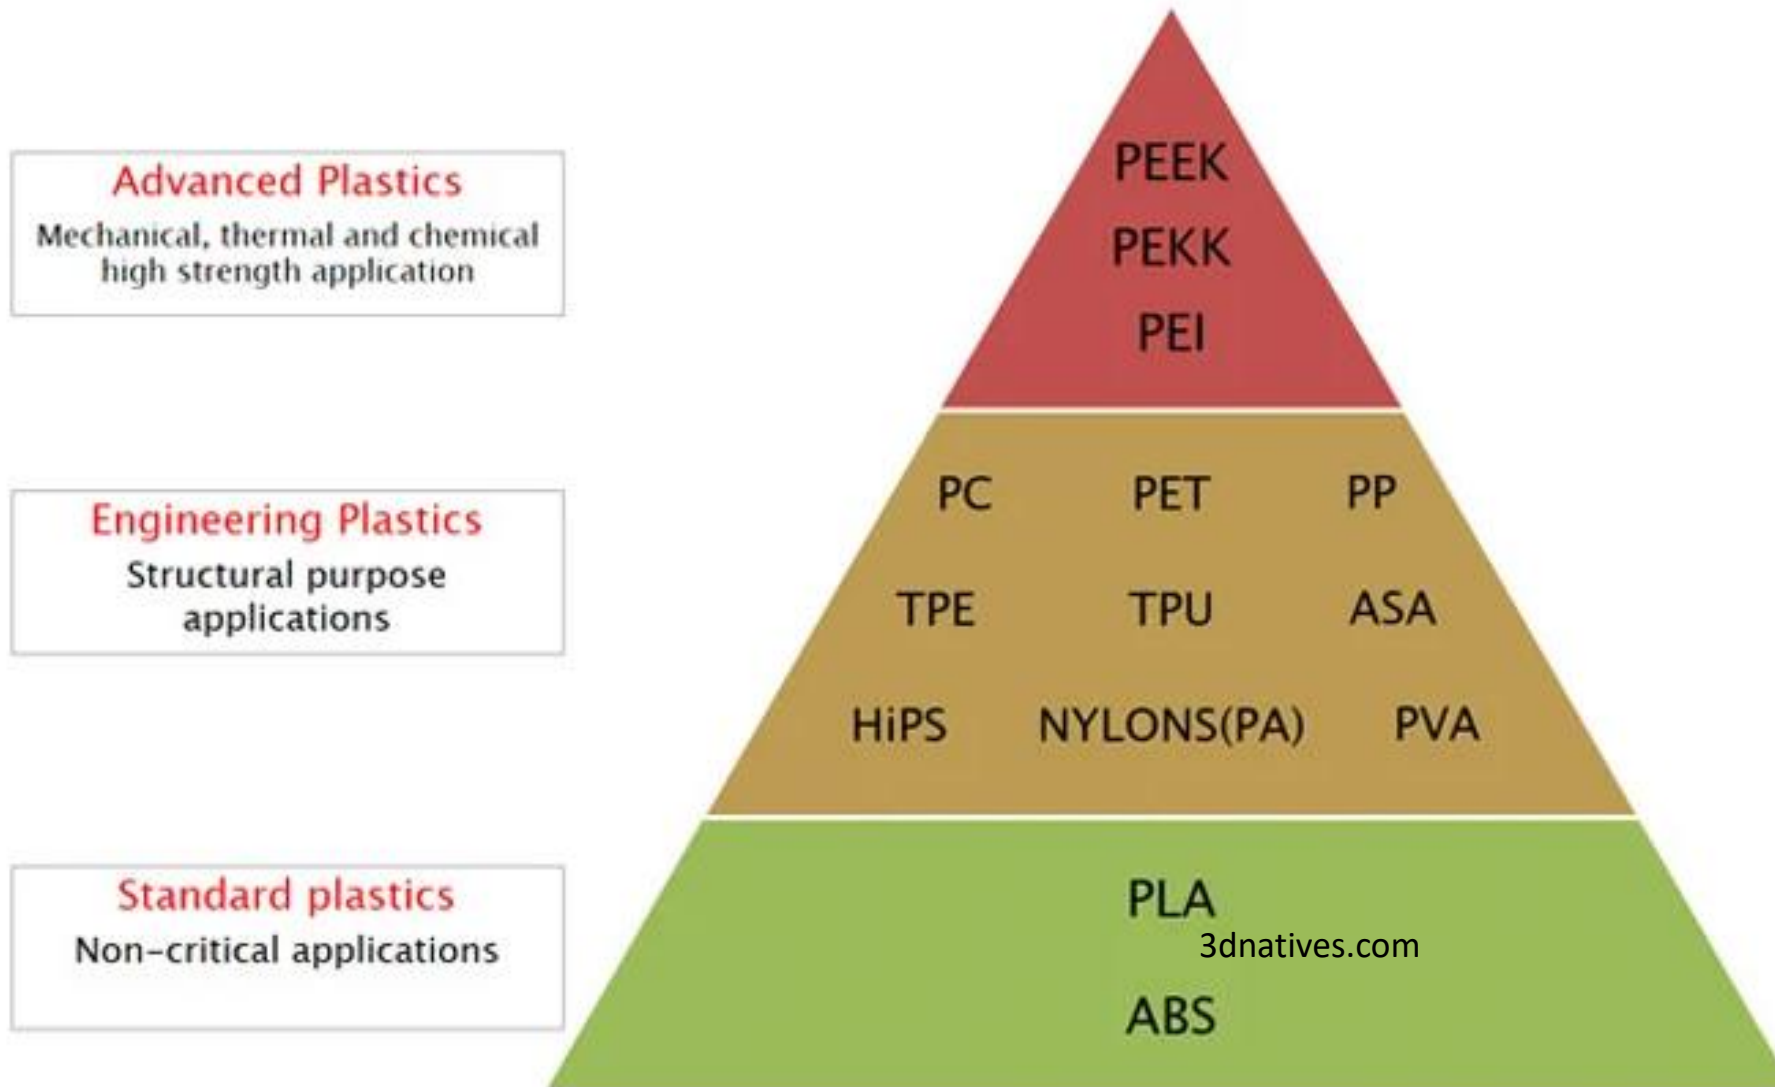 Advanced Plastics
Mechanical, thermal and chemical
high strength application
PEEK
PEKK
PEI
Engineering Plastics
Structural purpose
applications
PC PET PP
TPE TPU ASA
HiPS NYLONS(PA) PVA
Standard plastics
Non-critical applications
PLA
3dnatives.com
ABS